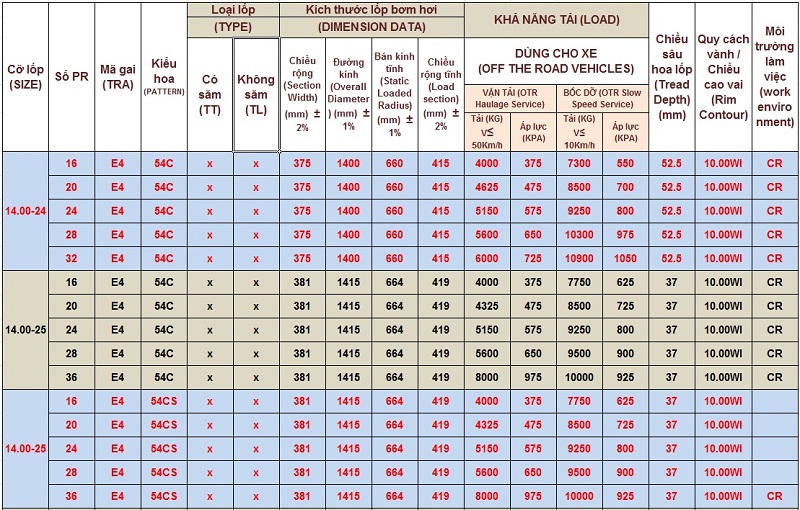 Cỡ lốp (SIZE) | Số PR | Mã gai (TRA) | Kiểu hoa (PATTERN) | Loại lốp (TYPE) | Kích thước lốp bơm hơi (DIMENSION DATA) | KHẢ NĂNG TẢI (LOAD) | Chiều sâu hoa lốp (Tread Depth) (mm) | Quy cách vành / Chiều cao vai (Rim Contour) | Môi trường làm việc (work environment)
Có săm (TT) | Không săm (TL) | Chiều rộng (Section Width) (mm) ± 2% | Đường kính (Overall Diameter) (mm) ± 1% | Bán kính tĩnh (Static Loaded Radius) (mm) ± 1% | Chiều rộng tĩnh (Load section) (mm) ± 2% | DÙNG CHO XE (OFF THE ROAD VEHICLES)
VẬN TẢI (OTR Haulage Service) | BỐC DỠ (OTR Slow Speed Service)
Tải (KG) V≤ 50Km/h | Áp lực (KPA) | Tải (KG) V≤ 10Km/h | Áp lực (KPA)
14.00-24
16 E4 54C x x 375 1400 660 415 4000 375 7300 550 52.5 10.00WI CR
20 E4 54C x x 375 1400 660 415 4625 475 8500 700 52.5 10.00WI CR
24 E4 54C x x 375 1400 660 415 5150 575 9250 800 52.5 10.00WI CR
28 E4 54C x x 375 1400 660 415 5600 650 10300 975 52.5 10.00WI CR
32 E4 54C x x 375 1400 660 415 6000 725 10900 1050 52.5 10.00WI CR
14.00-25
16 E4 54C x x 381 1415 664 419 4000 375 7750 625 37 10.00WI CR
20 E4 54C x x 381 1415 664 419 4325 475 8500 725 37 10.00WI CR
24 E4 54C x x 381 1415 664 419 5150 575 9250 800 37 10.00WI CR
28 E4 54C x x 381 1415 664 419 5600 650 9500 900 37 10.00WI CR
36 E4 54C x x 381 1415 664 419 8000 975 10000 925 37 10.00WI CR
14.00-25
16 E4 54CS x x 381 1415 664 419 4000 375 7750 625 37 10.00WI
20 E4 54CS x x 381 1415 664 419 4325 475 8500 725 37 10.00WI
24 E4 54CS x x 381 1415 664 419 5150 575 9250 800 37 10.00WI
28 E4 54CS x x 381 1415 664 419 5600 650 9500 900 37 10.00WI
36 E4 54CS x x 381 1415 664 419 8000 975 10000 925 37 10.00WI CR